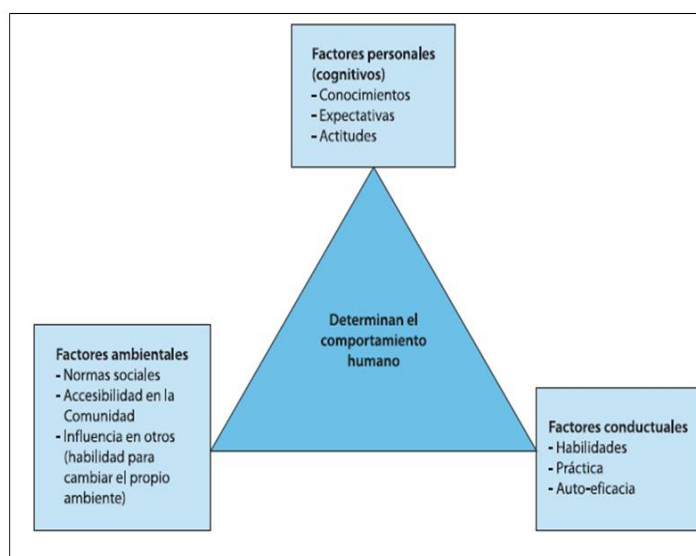 Factores personales
(cognitivos)
- Conocimientos
- Expectativas
- Actitudes
Determinan el
comportamiento
humano
Factores ambientales
- Normas sociales
- Accesibilidad en la
Comunidad
- Influencia en otros
(habilidad para
cambiar el propio
ambiente)
Factores conductuales
- Habilidades
- Práctica
- Auto-eficacia